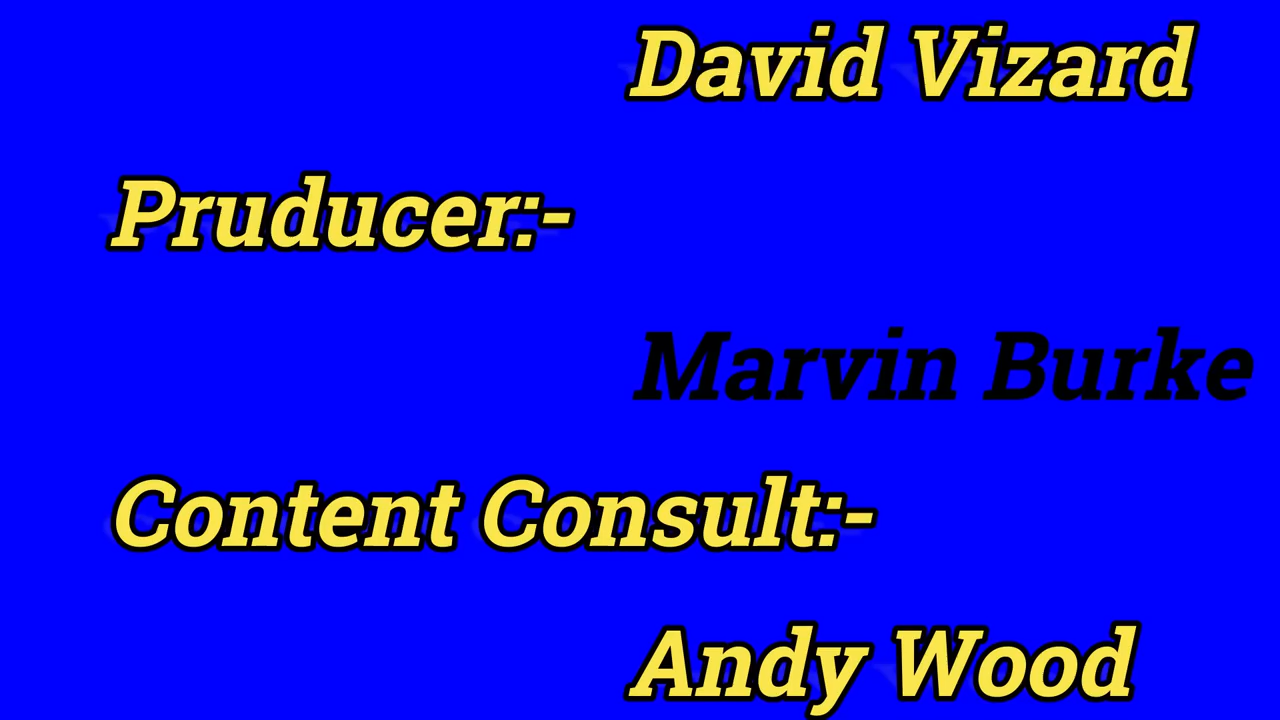 David Vizard
Pruducer:-
Marvin Burke
Content Consult:-
Andy Wood